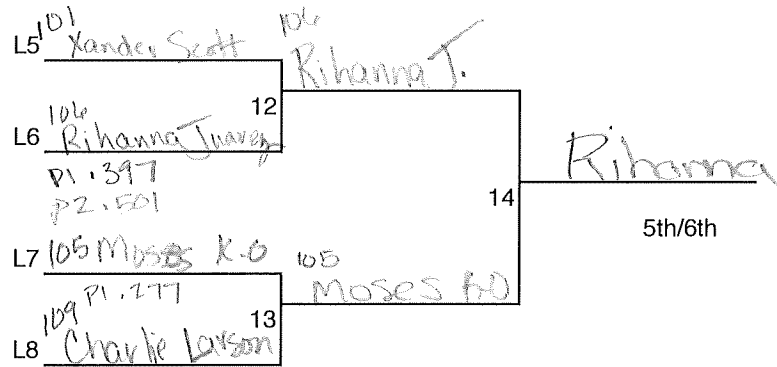 101
L5 Xander Scott
106
Rihanna J.
12
106
L6 Rihanna Juarez
P1 .397
P2 .501
14
Rihanna
5th/6th
L7 105 Moses K.O
105
Moses K.O
P1 .277
13
109
L8 Charlie Larson